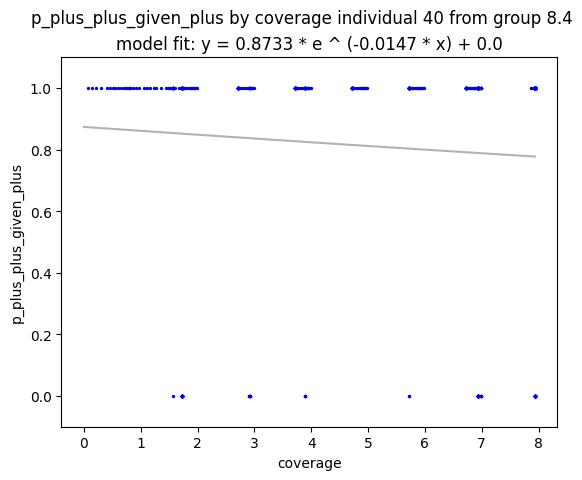 p_plus_plus_given_plus by coverage individual 40 from group 8.4
model fit: y = 0.8733 * e ^ (-0.0147 * x) + 0.0
1.0
0.8
0.6
0.4
0.2
0.0
p_plus_plus_given_plus
0 1 2 3 4 5 6 7 8
coverage